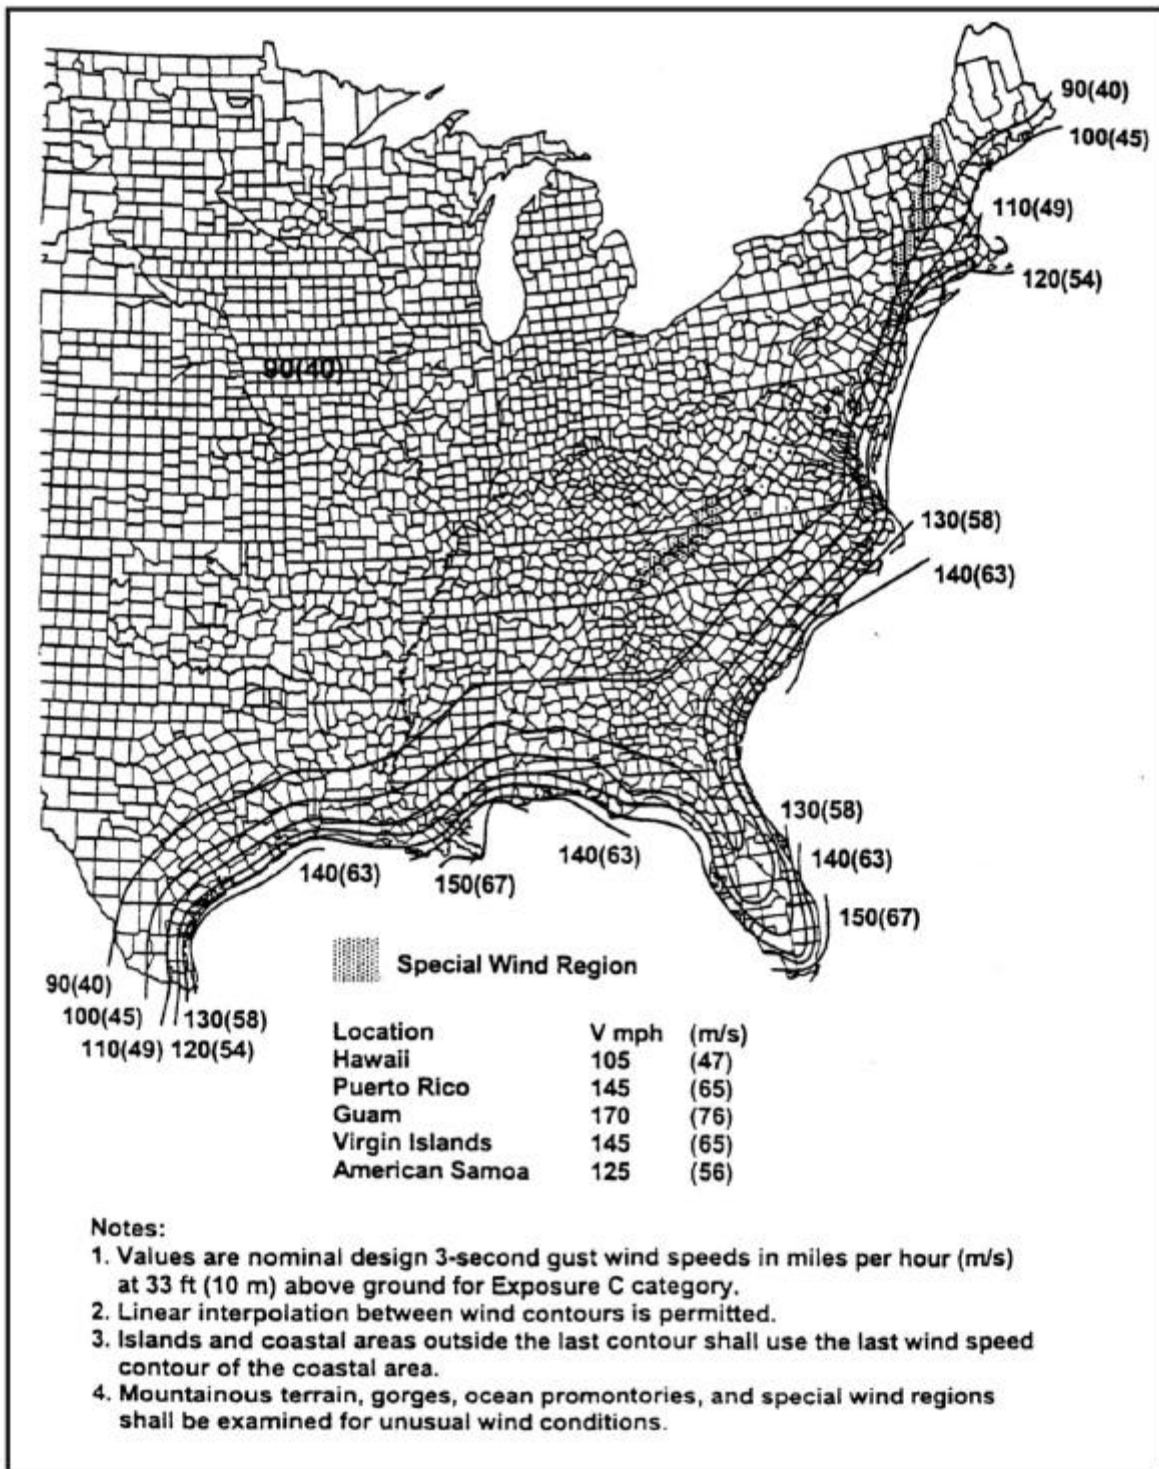 90(40)
100(45)
110(49)
120(54)
90(40)
130(58)
140(63)
130(58)
140(63)
140(63)
140(63)
150(67)
150(67)
Special Wind Region
90(40)
100(45)
130(58)
110(49) 120(54)
Location V mph (m/s)
Hawaii 105 (47)
Puerto Rico 145 (65)
Guam 170 (76)
Virgin Islands 145 (65)
American Samoa 125 (56)
Notes:
1. Values are nominal design 3-second gust wind speeds in miles per hour (m/s)
at 33 ft (10 m) above ground for Exposure C category.
2. Linear interpolation between wind contours is permitted.
3. Islands and coastal areas outside the last contour shall use the last wind speed
contour of the coastal area.
4. Mountainous terrain, gorges, ocean promontories, and special wind regions
shall be examined for unusual wind conditions.